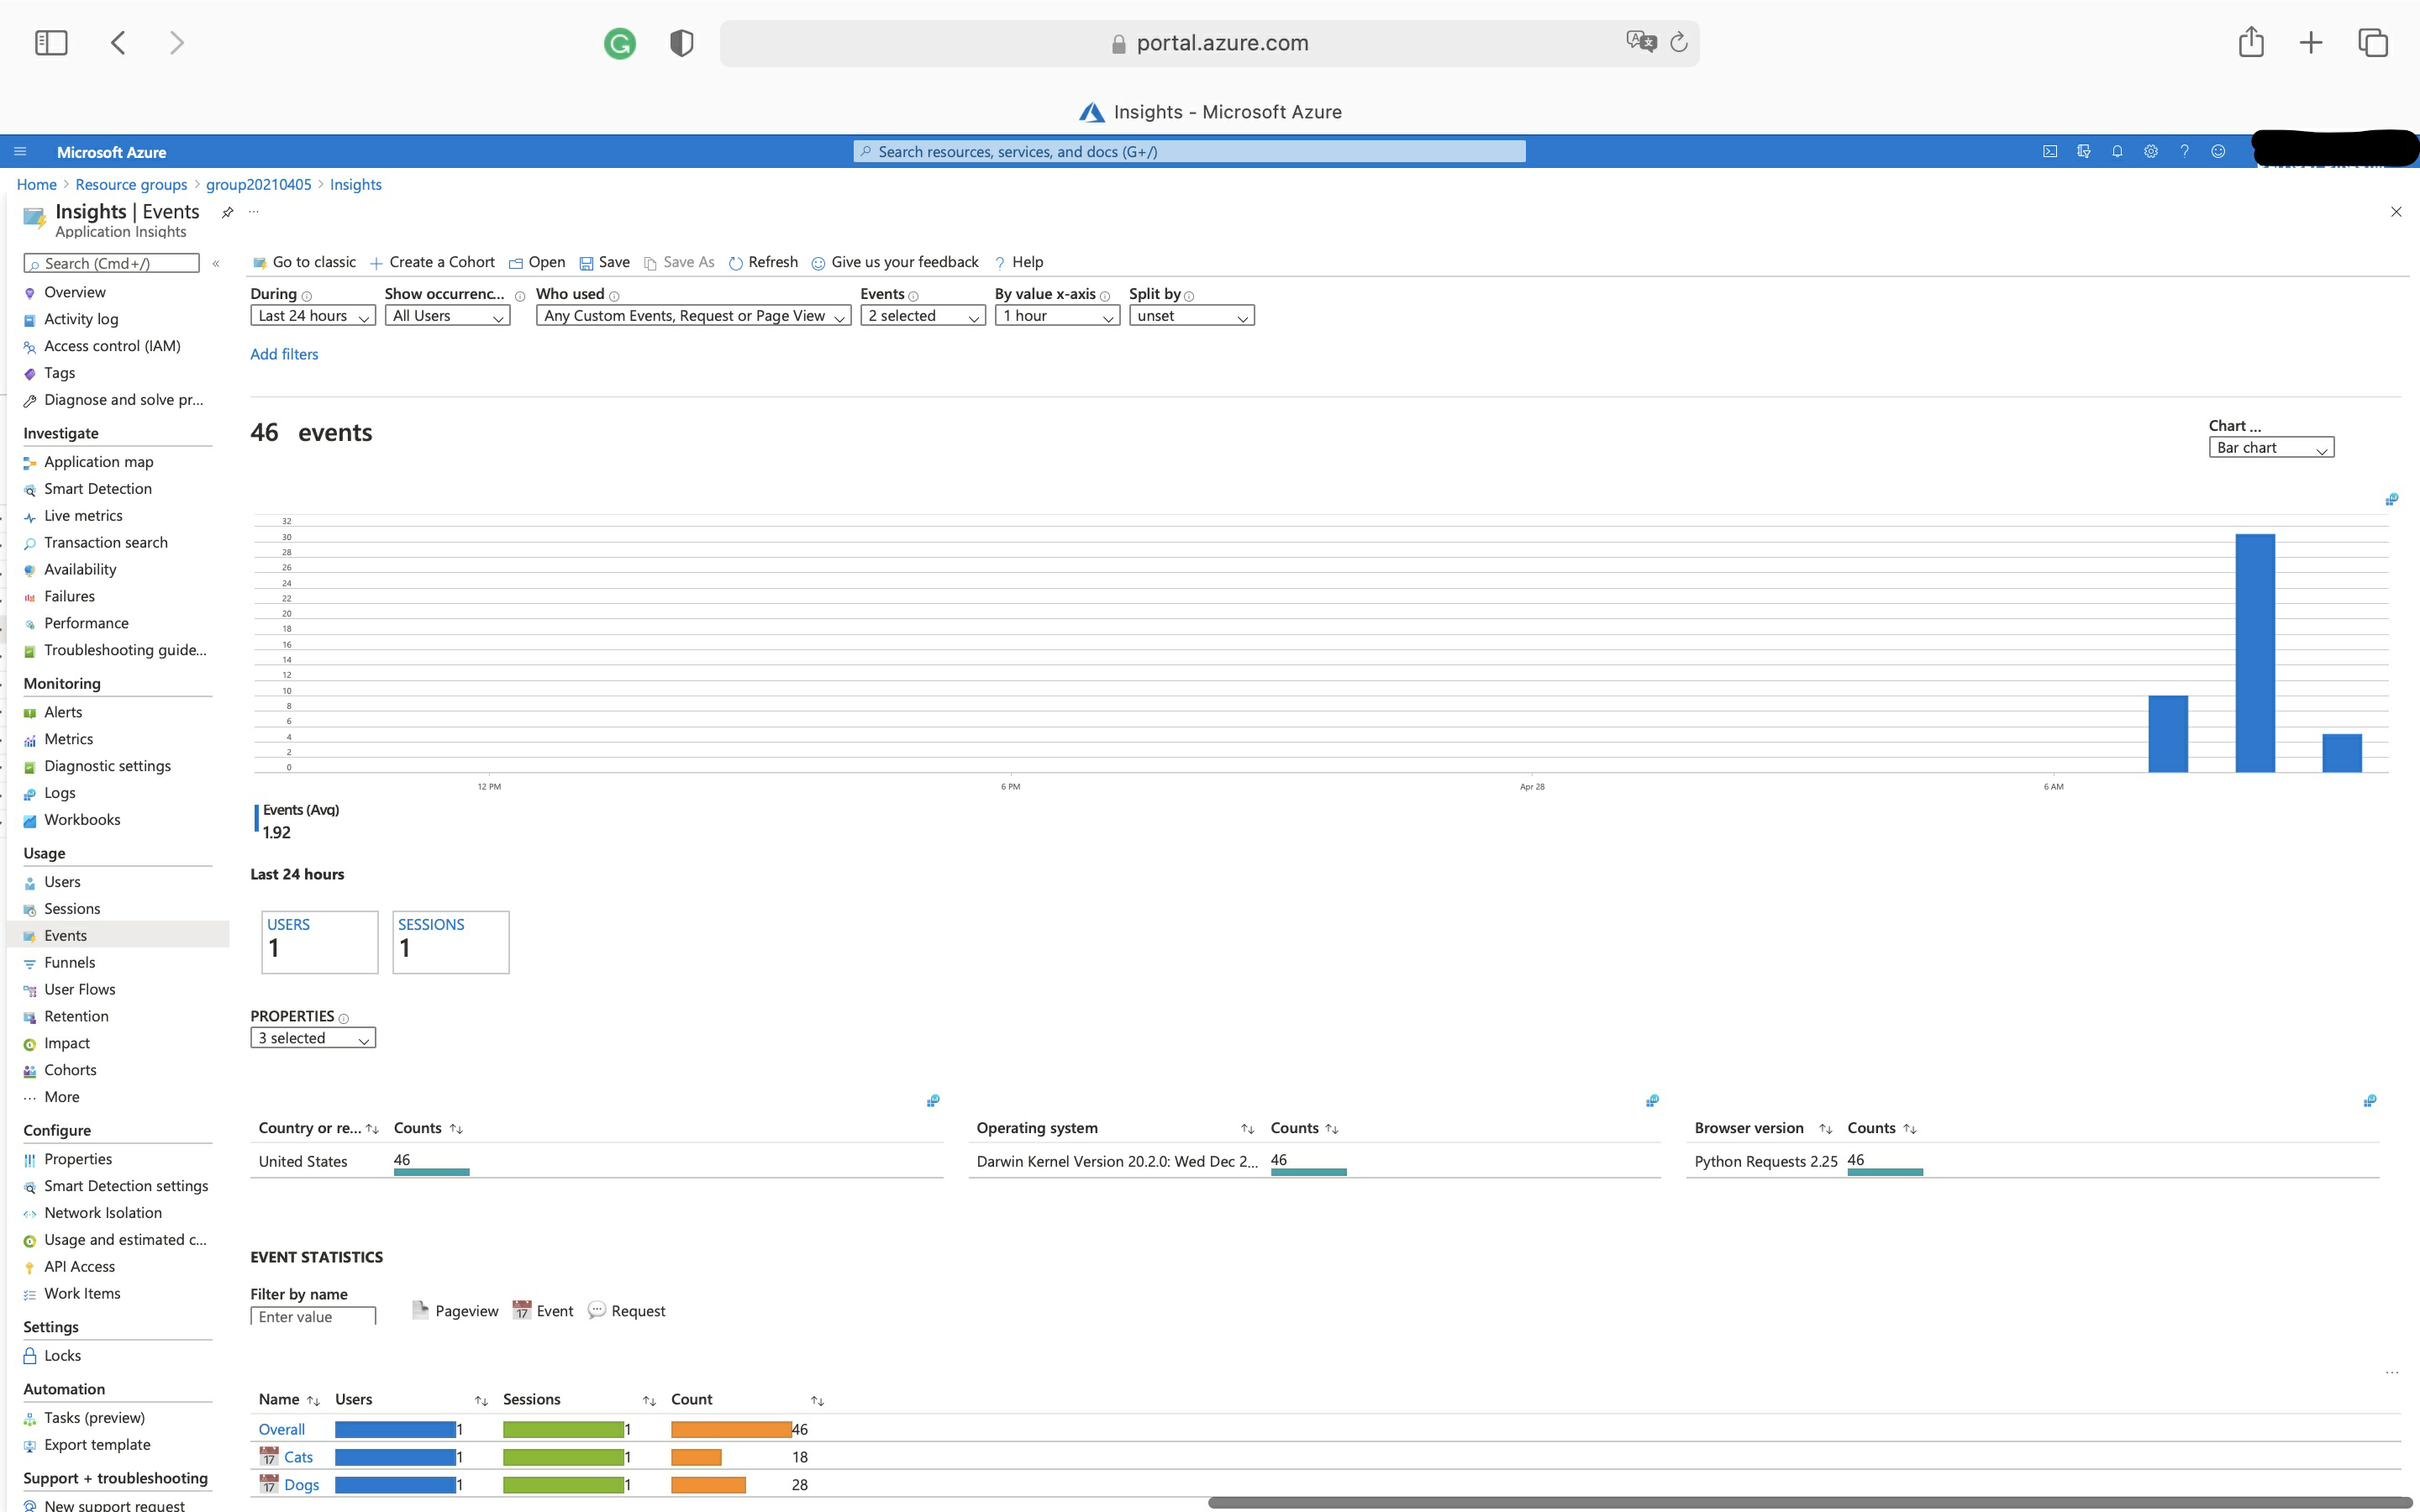 portal.azure.com
Insights - Microsoft Azure
Microsoft Azure
Search resources, services, and docs (G+/)
Home > Resource groups > group20210405 > Insights
Insights | Events
Application Insights
Search (Cmd+/)
Overview
Activity log
Access control (IAM)
Tags
Diagnose and solve pr...
Investigate
Application map
Smart Detection
Live metrics
Transaction search
Availability
Failures
Performance
Troubleshooting guide...
Monitoring
Alerts
Metrics
Diagnostic settings
Logs
Workbooks
Usage
Users
Sessions
Events
Funnels
User Flows
Retention
Impact
Cohorts
More
Configure
Properties
Smart Detection settings
Network Isolation
Usage and estimated c...
API Access
Work Items
Settings
Locks
Automation
Tasks (preview)
Export template
Support + troubleshooting
New support request
Go to classic Create a Cohort Open Save Save As Refresh Give us your feedback Help
During Show occurrenc... Who used Events By value x-axis Split by
Last 24 hours All Users Any Custom Events, Request or Page View 2 selected 1 hour unset
Add filters
46 events
Chart ...
Bar chart
32
30
28
26
24
22
20
18
16
14
12
10
8
6
4
2
0
12 PM 6 PM Apr 28 6 AM
Events (Avg)
1.92
Last 24 hours
USERS SESSIONS
1 1
PROPERTIES
3 selected
Country or re... Counts Operating system Counts Browser version Counts
United States 46 Darwin Kernel Version 20.2.0: Wed Dec 2... 46 Python Requests 2.25 46
EVENT STATISTICS
Filter by name
Enter value
Pageview 17 Event Request
Name Users Sessions Count
Overall 1 1 46
17 Cats 1 1 18
17 Dogs 1 1 28